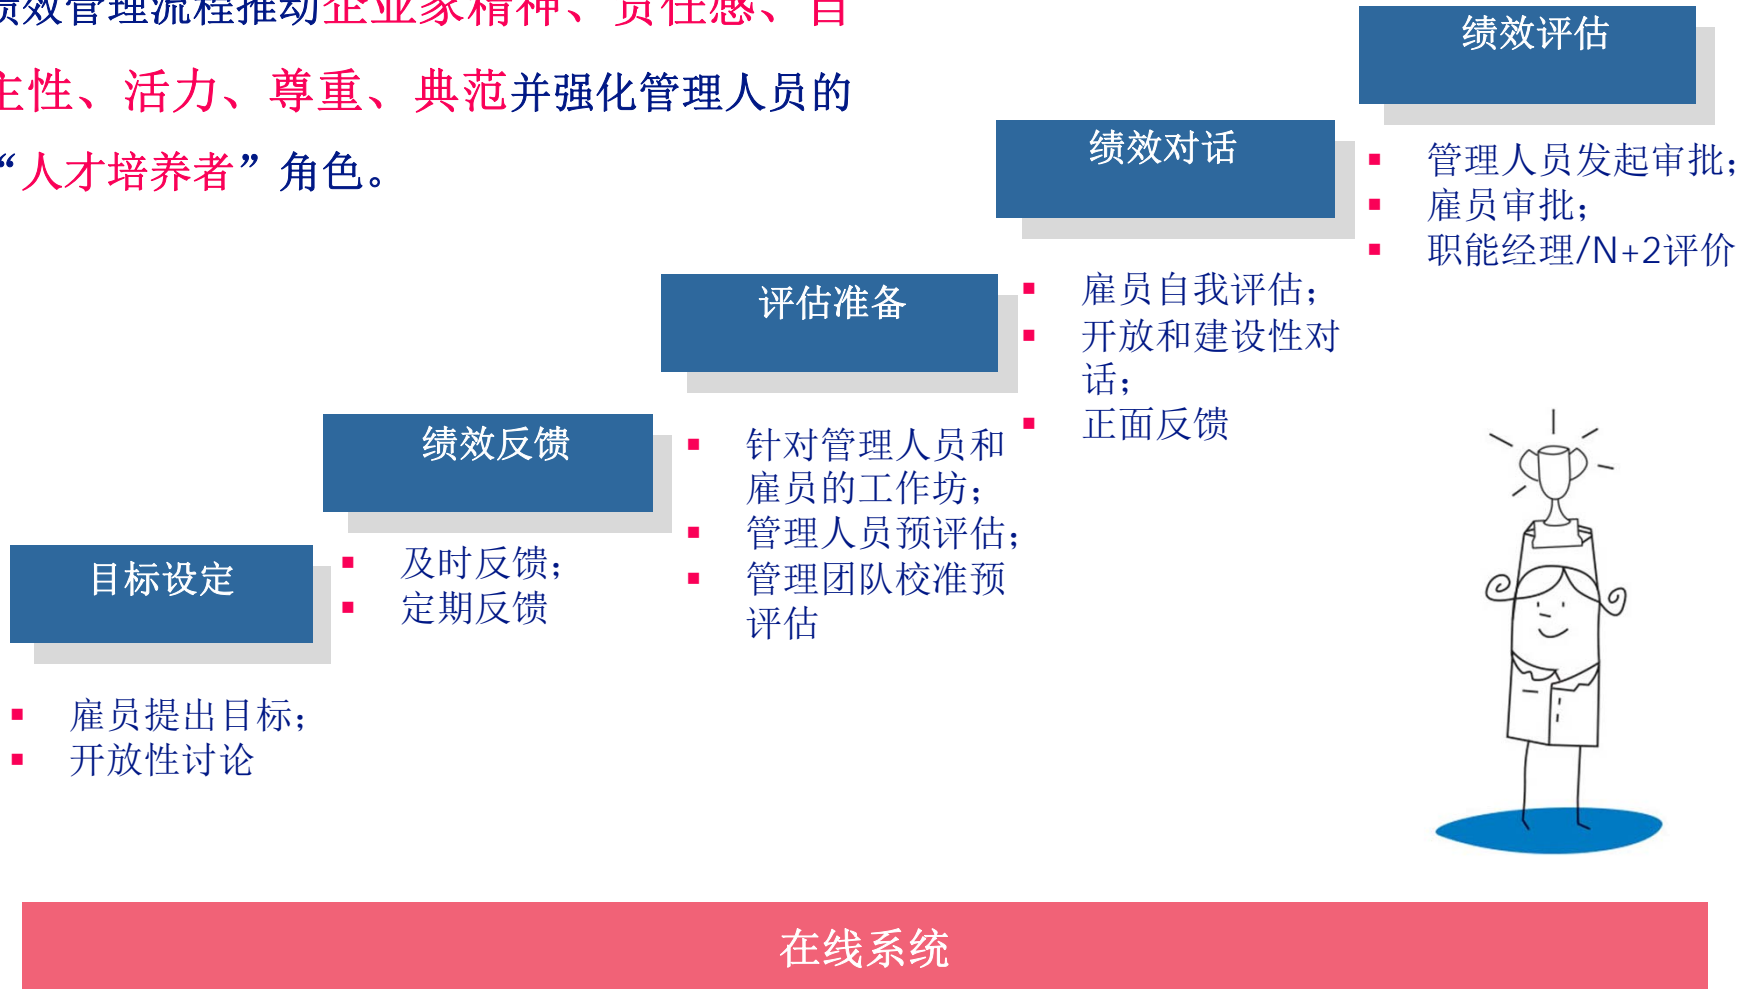 绩效管理流程推动企业家精神、责任感、自
主性、活力、尊重、典范并强化管理人员的
“人才培养者”角色。
绩效评估
管理人员发起审批;
雇员审批;
职能经理/N+2评价
绩效对话
雇员自我评估;
开放和建设性对
话;
正面反馈
评估准备
针对管理人员和
雇员的工作坊;
管理人员预评估;
管理团队校准预
评估
绩效反馈
及时反馈;
定期反馈
目标设定
雇员提出目标;
开放性讨论
在线系统